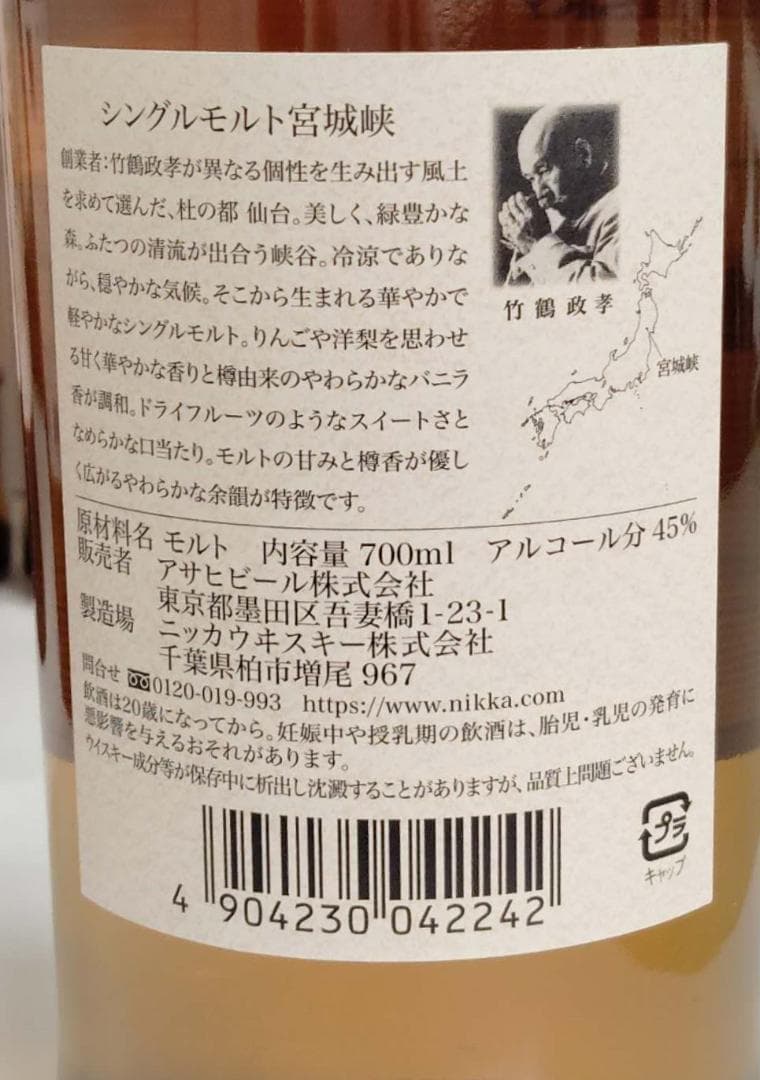 シングルモルト宮城峡
創業者:竹鶴政孝が異なる個性を生み出す風土
を求めて選んだ、杜の都 仙台。美しく、緑豊かな
森。ふたつの清流が出合う峡谷。冷涼でありな
がら、穏やかな気候。そこから生まれる華やかで
軽やかなシングルモルト。りんごや洋梨を思わせ
る甘く華やかな香りと樽由来のやわらかなバニラ
香が調和。ドライフルーツのようなスイートさと
なめらかな口当たり。モルトの甘みと樽香が優し
く広がるやわらかな余韻が特徴です。
竹鶴政孝
宮城峡
原材料名 モルト 内容量 700ml アルコール分 45%
販売者 アサヒビール株式会社
東京都墨田区吾妻橋1-23-1
製造場 ニッカウヰスキー株式会社
千葉県柏市増尾 967
問合せ 0120-019-993 https://www.nikka.com
飲酒は20歳になってから。妊娠中や授乳期の飲酒は、胎児・乳児の発育に
悪影響を与えるおそれがあります。
ウイスキー成分等が保存中に析出し沈澱することがありますが、品質上問題ございません。
プラ
キャップ
4 904230 042242